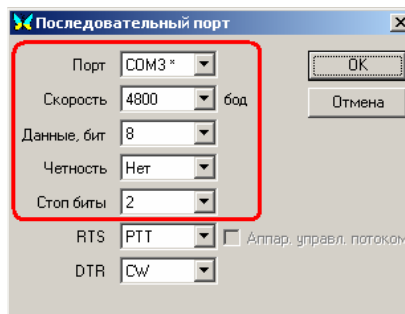 Последовательный порт
Порт COM3 * OK
Скорость 4800 бод Отмена
Данные, бит 8
Четность Нет
Стоп биты 2
RTS PTT Аппар. управл. потоком
DTR CW